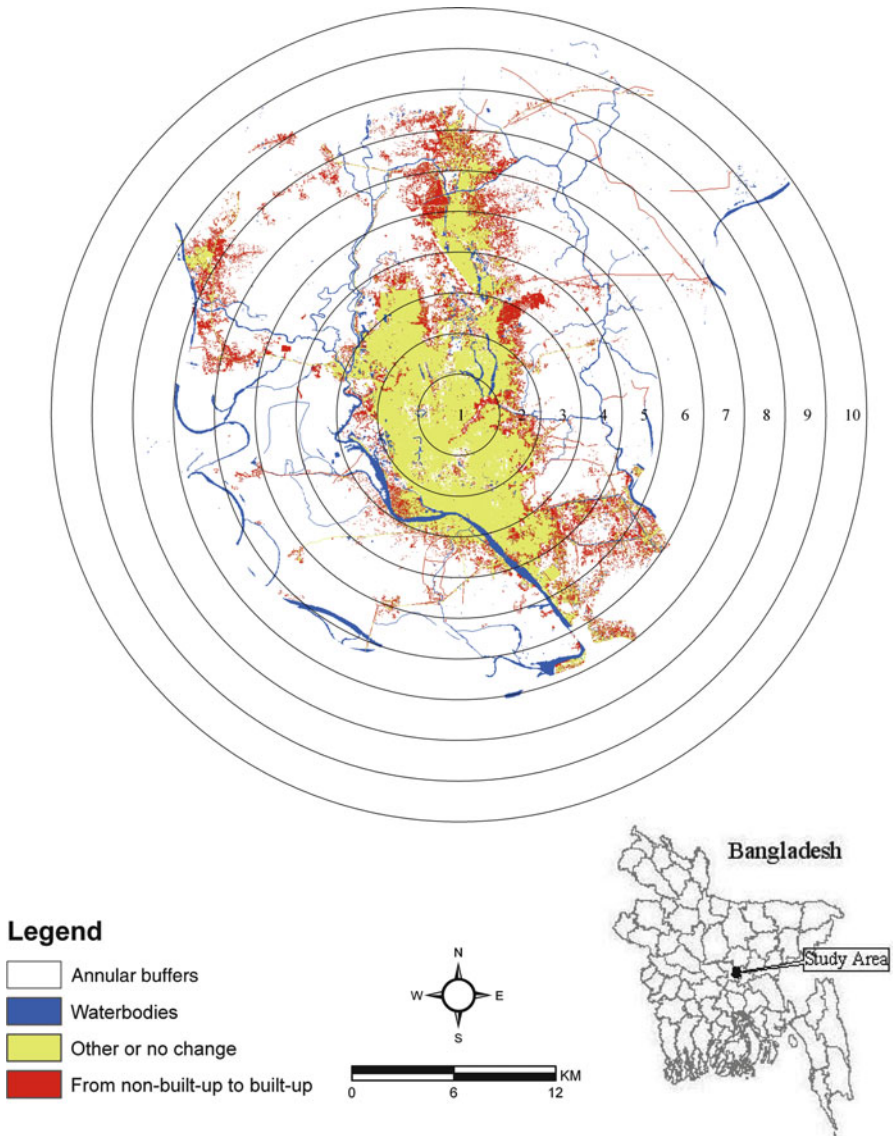 1 2 3 4 5 6 7 8 9 10
Bangladesh
Study Area
Legend
Annular buffers
Waterbodies
Other or no change
From non-built-up to built-up
N
W E
S
KM
0 6 12